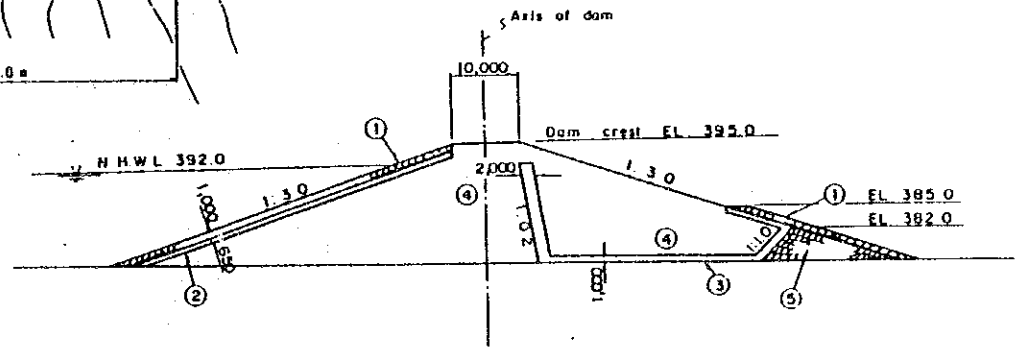 Axis of dam
.0 m
10,000
①
Dam crest EL. 395.0
N.H.W.L 392.0
2,000
1:3.0
④
1:3.0
①
EL. 385.0
EL. 382.0
1,000
1:0.2
④
1:1.0
650
②
1,000
③
⑤